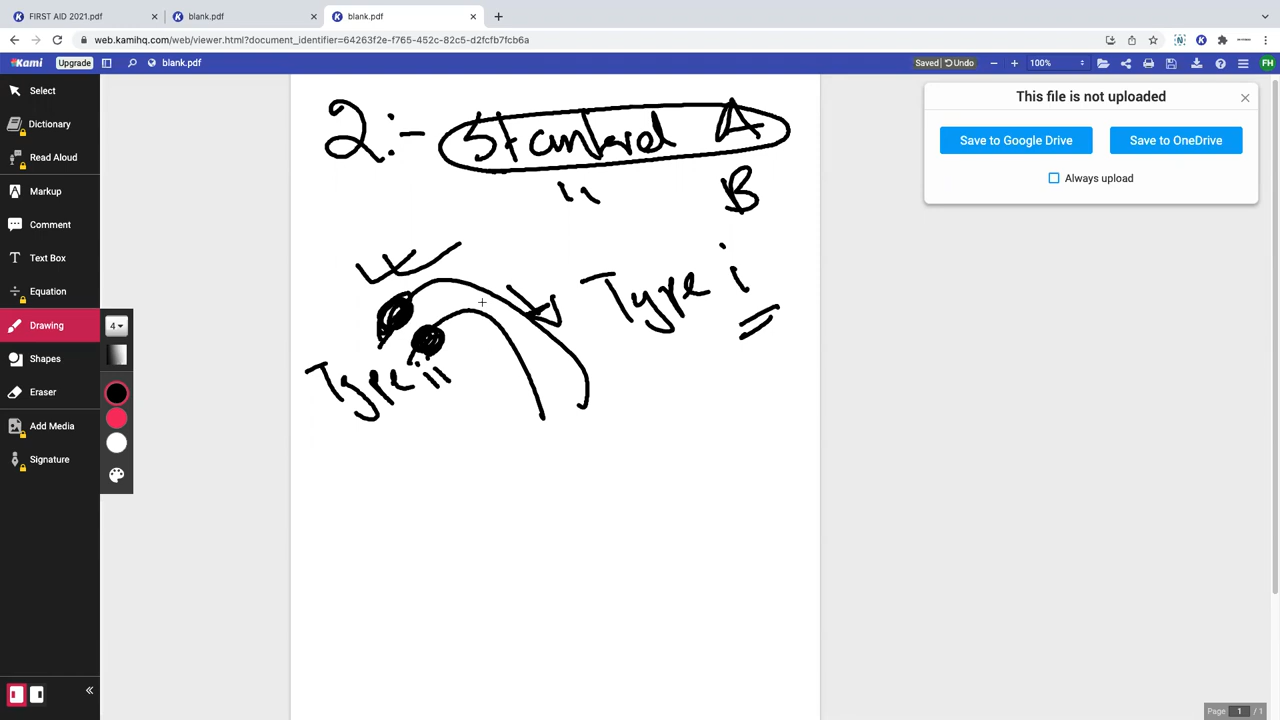 FIRST AID 2021.pdf
blank.pdf
blank.pdf
web.kamihq.com/web/viewer.html?document_identifier=64263f2e-f765-452c-82c5-d2fcfb7fcb6a
Kami
Upgrade
blank.pdf
Saved
Undo
100%
FH
Select
Dictionary
Read Aloud
Markup
Comment
Text Box
Equation
Drawing
Shapes
Eraser
Add Media
Signature
4
This file is not uploaded
Save to Google Drive
Save to OneDrive
Always upload
2:- Standard A
" B
Type i
Type ii
Page 1 / 1